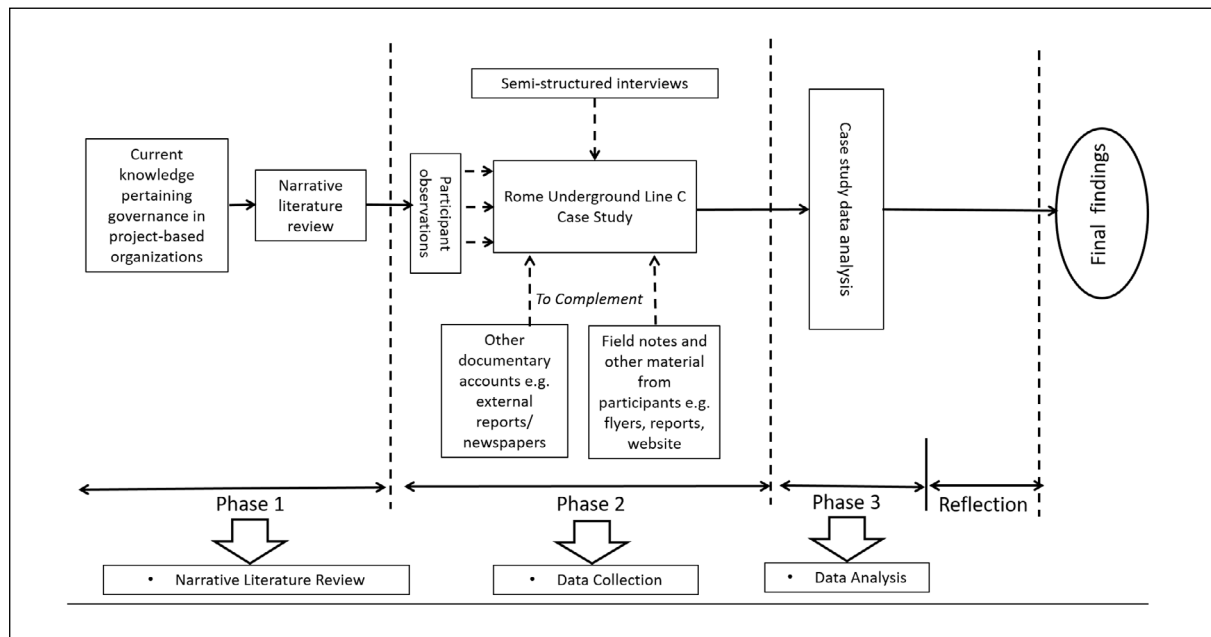 Semi-structured interviews
Current
knowledge
pertaining
governance in
project-based
organizations
Narrative
literature
review
Participant
observations
Rome Underground Line C
Case Study
Case study data analysis
Final findings
To Complement
Other
documentary
accounts e.g.
external
reports/
newspapers
Field notes and
other material
from
participants e.g.
flyers, reports,
website
Phase 1
Phase 2
Phase 3
Reflection
• Narrative Literature Review
• Data Collection
• Data Analysis